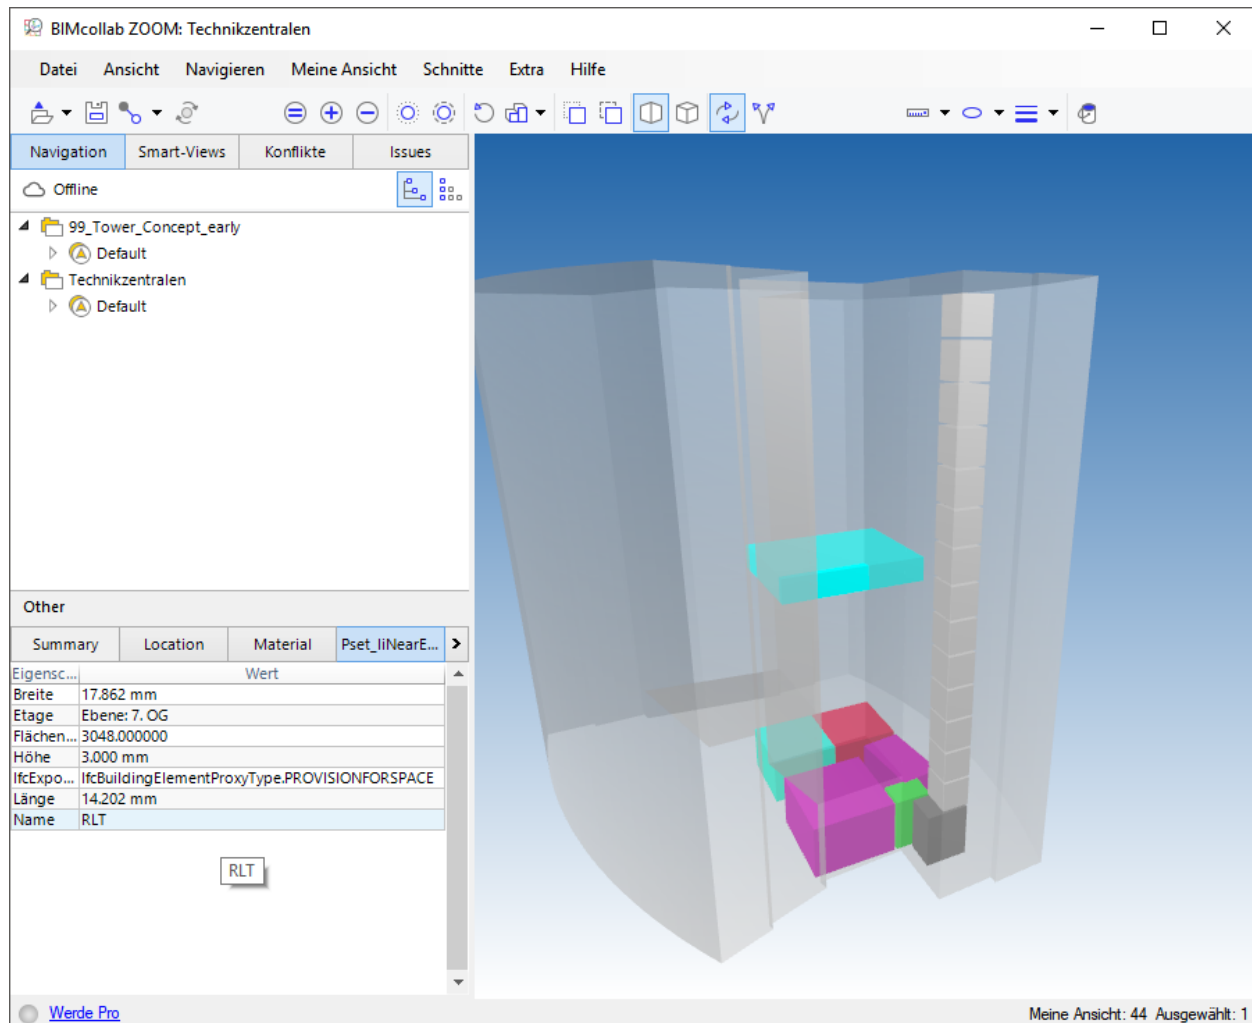 BIMcollab ZOOM: Technikzentralen
Datei Ansicht Navigieren Meine Ansicht Schnitte Extra Hilfe
Navigation Smart-Views Konflikte Issues
Offline
99_Tower_Concept_early
Default
Technikzentralen
Default
Other
Summary Location Material Pset_liNearE...
Eigensc... Wert
Breite 17.862 mm
Etage Ebene: 7. OG
Flächen... 3048.000000
Höhe 3.000 mm
IfcExpo... IfcBuildingElementProxyType.PROVISIONFORSPACE
Länge 14.202 mm
Name RLT
RLT
Werde Pro Meine Ansicht: 44 Ausgewählt: 1